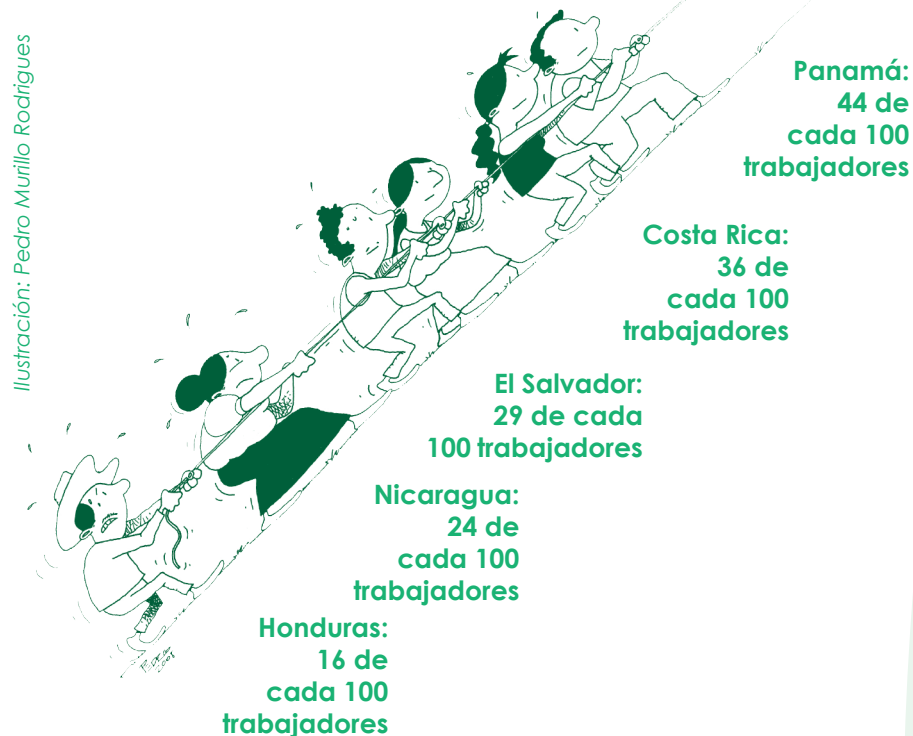 Ilustración: Pedro Murillo Rodrigues
Panamá:
44 de
cada 100
trabajadores
Costa Rica:
36 de
cada 100
trabajadores
El Salvador:
29 de cada
100 trabajadores
Nicaragua:
24 de
cada 100
trabajadores
Honduras:
16 de
cada 100
trabajadores